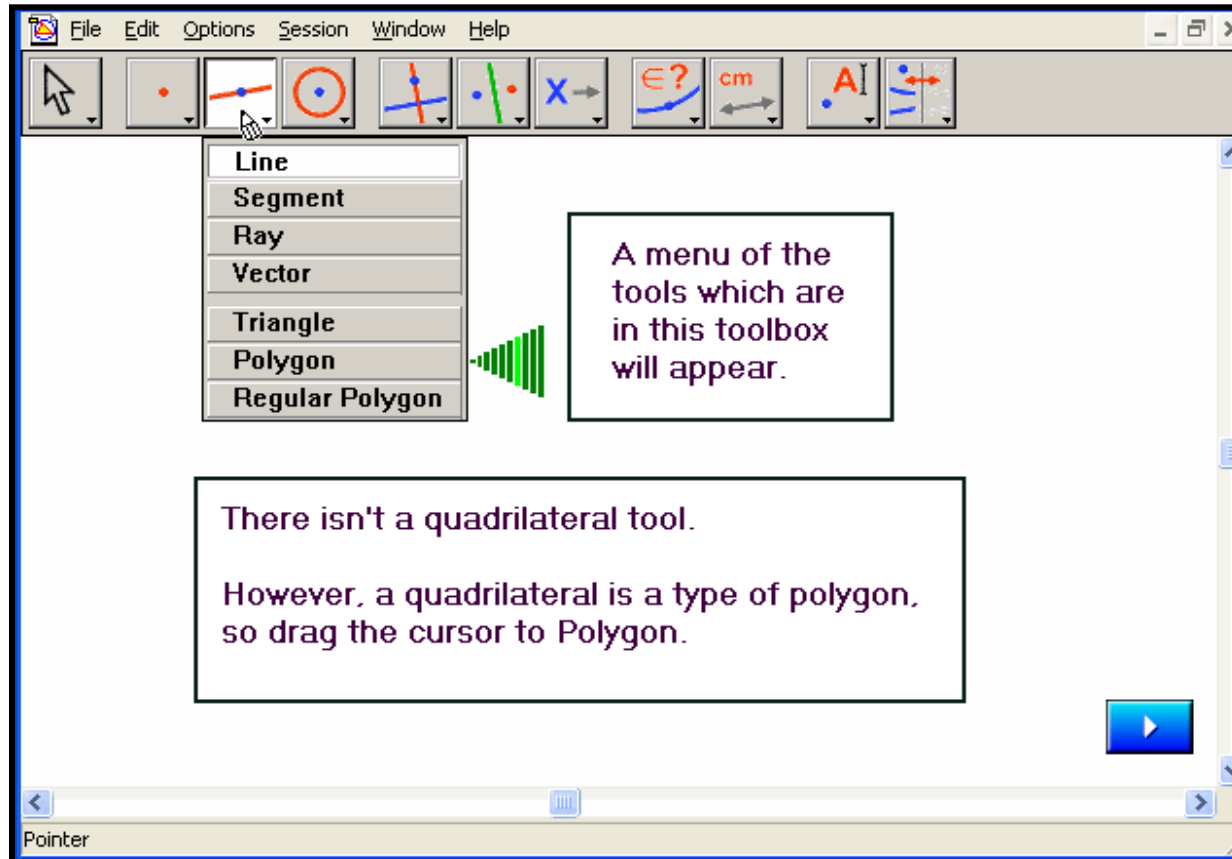 File Edit Options Session Window Help
∈? cm A
X
Line
Segment
Ray
Vector
Triangle
Polygon
Regular Polygon
A menu of the
tools which are
in this toolbox
will appear.
There isn't a quadrilateral tool.
However, a quadrilateral is a type of polygon,
so drag the cursor to Polygon.
Pointer